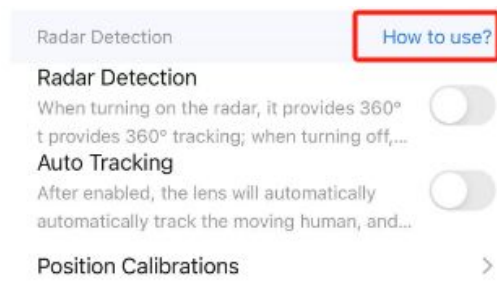 Radar Detection How to use?
Radar Detection
When turning on the radar, it provides 360°
t provides 360° tracking; when turning off,...
Auto Tracking
After enabled, the lens will automatically
automatically track the moving human, and...
Position Calibrations